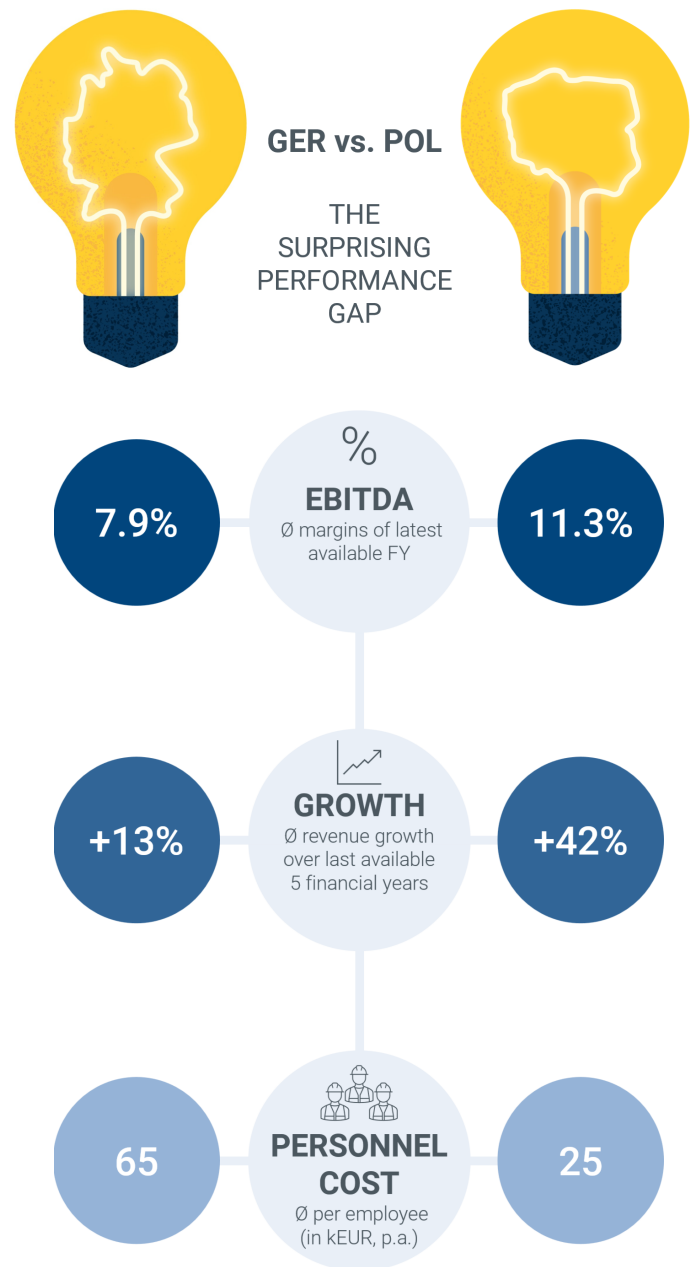 GER vs. POL
THE
SURPRISING
PERFORMANCE
GAP
%
7.9%
EBITDA
Ø margins of latest
available FY
11.3%
+13%
GROWTH
Ø revenue growth
over last available
5 financial years
+42%
65
PERSONNEL
COST
Ø per employee
(in kEUR, p.a.)
25